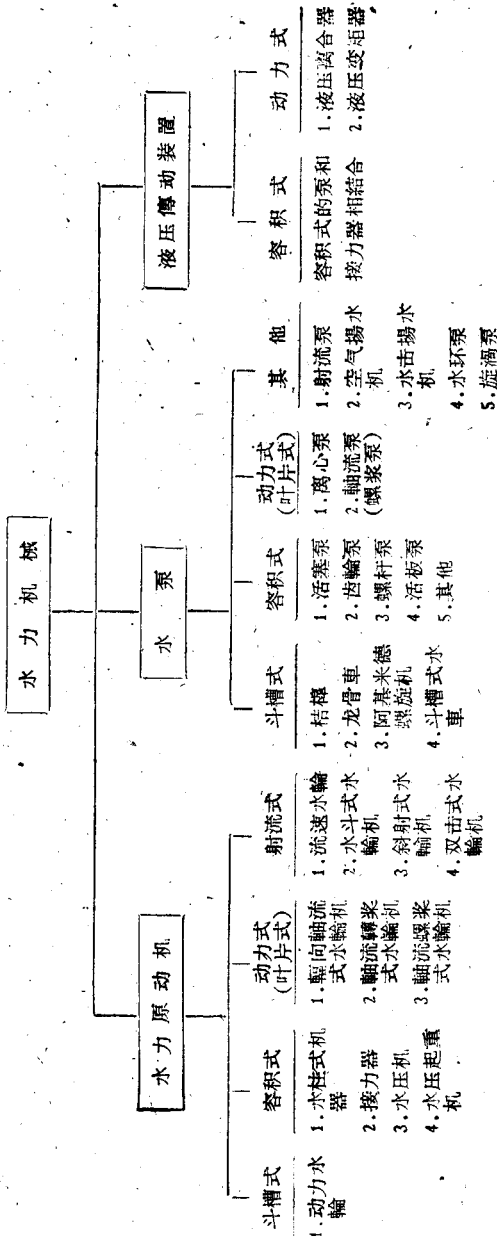 水力机械
水力原动机
水泵
液压傳动装置
斗槽式
1.动力水
輪
容积式
1.水柱式机
器
2.接力器
3.水压机
4.水压起重
机
动力式
(叶片式)
1.輻向軸流
式水輪机
2.軸流轉桨
式水輪机
3.軸流螺桨
式水輪机
射流式
1.流速水輪
2.水斗式水
輪机
3.斜射式水
輪机
4.双击式水
輪机
斗槽式
1.桔槔
2.龙骨車
3.阿基米德
螺旋机
4.斗槽式水
車
容积式
1.活塞泵
2.齿輪泵
3.螺杆泵
4.活板泵
5.其他
动力式
(叶片式)
1.离心泵
2.軸流泵
(螺桨泵)
其他
1.射流泵
2.空气揚水
机
3.水击揚水
机
4.水环泵
5.旋渦泵
容积式
容积式的泵和
接力器相結合
动力式
1.液压离合器
2.液压变矩器